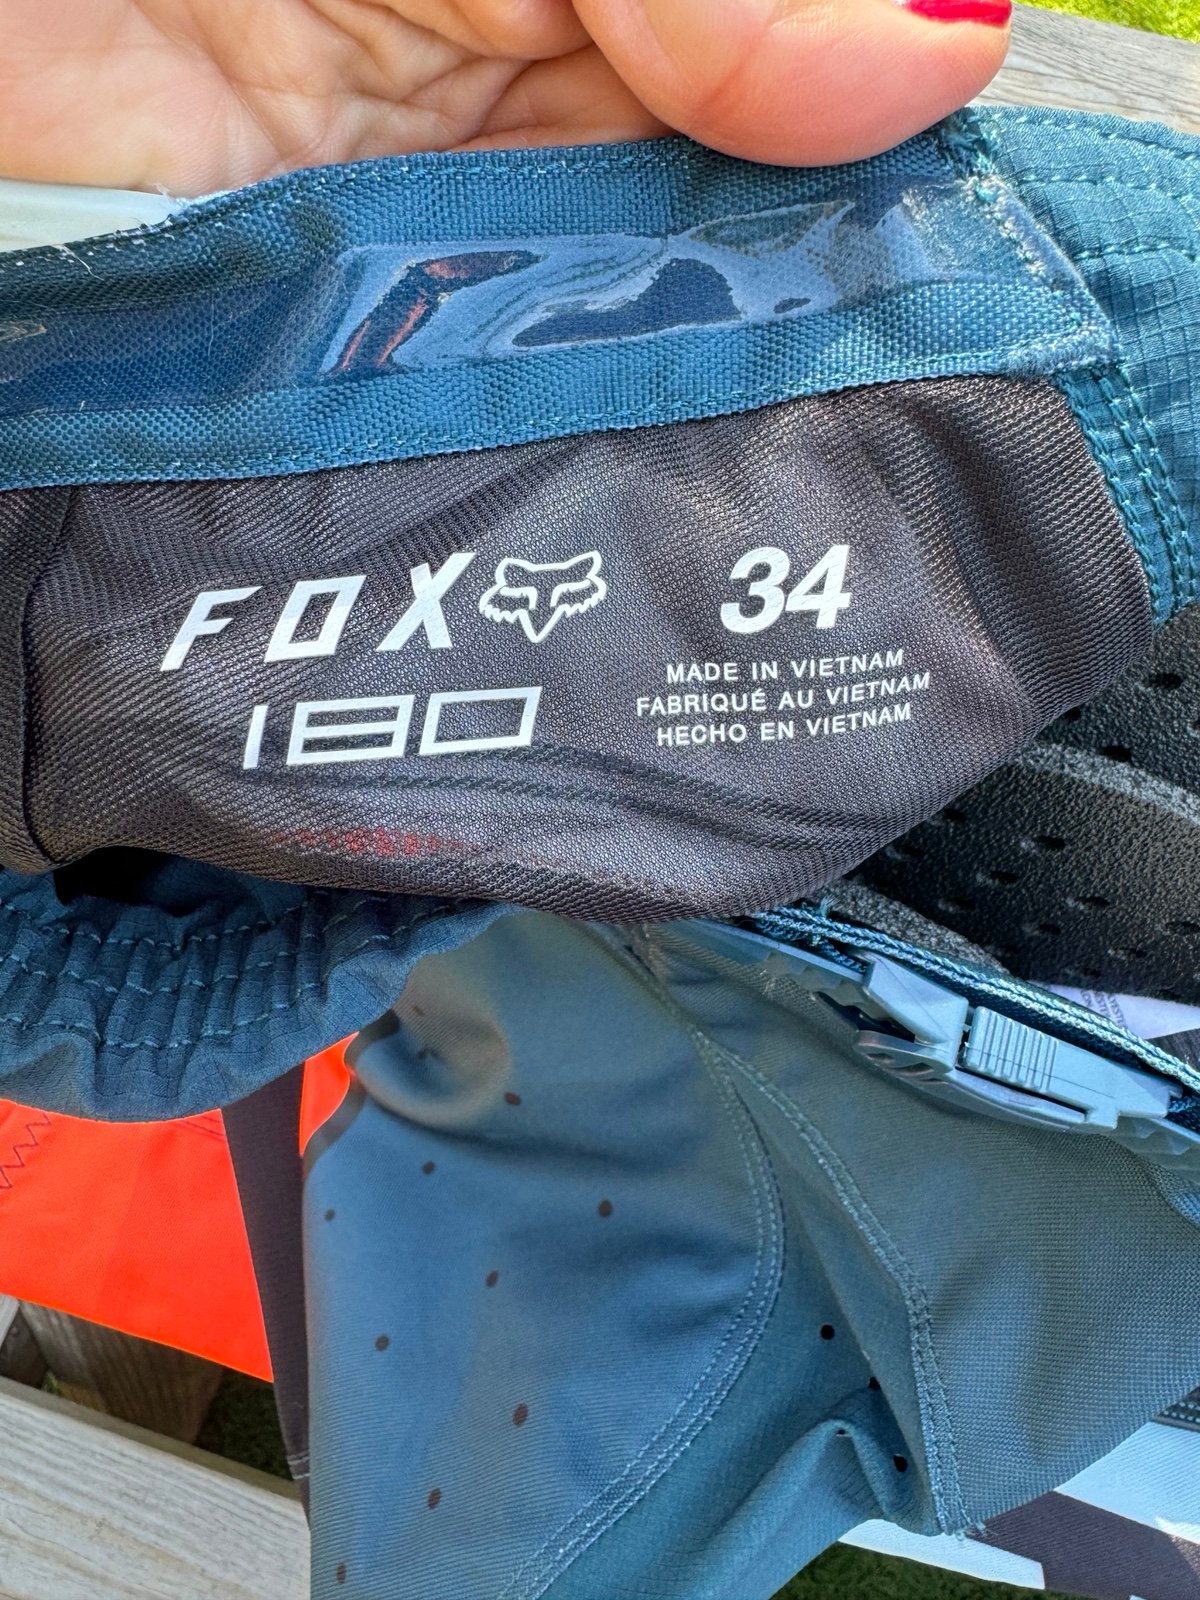 FOX
180
34
MADE IN VIETNAM
FABRIQUÉ AU VIETNAM
HECHO EN VIETNAM